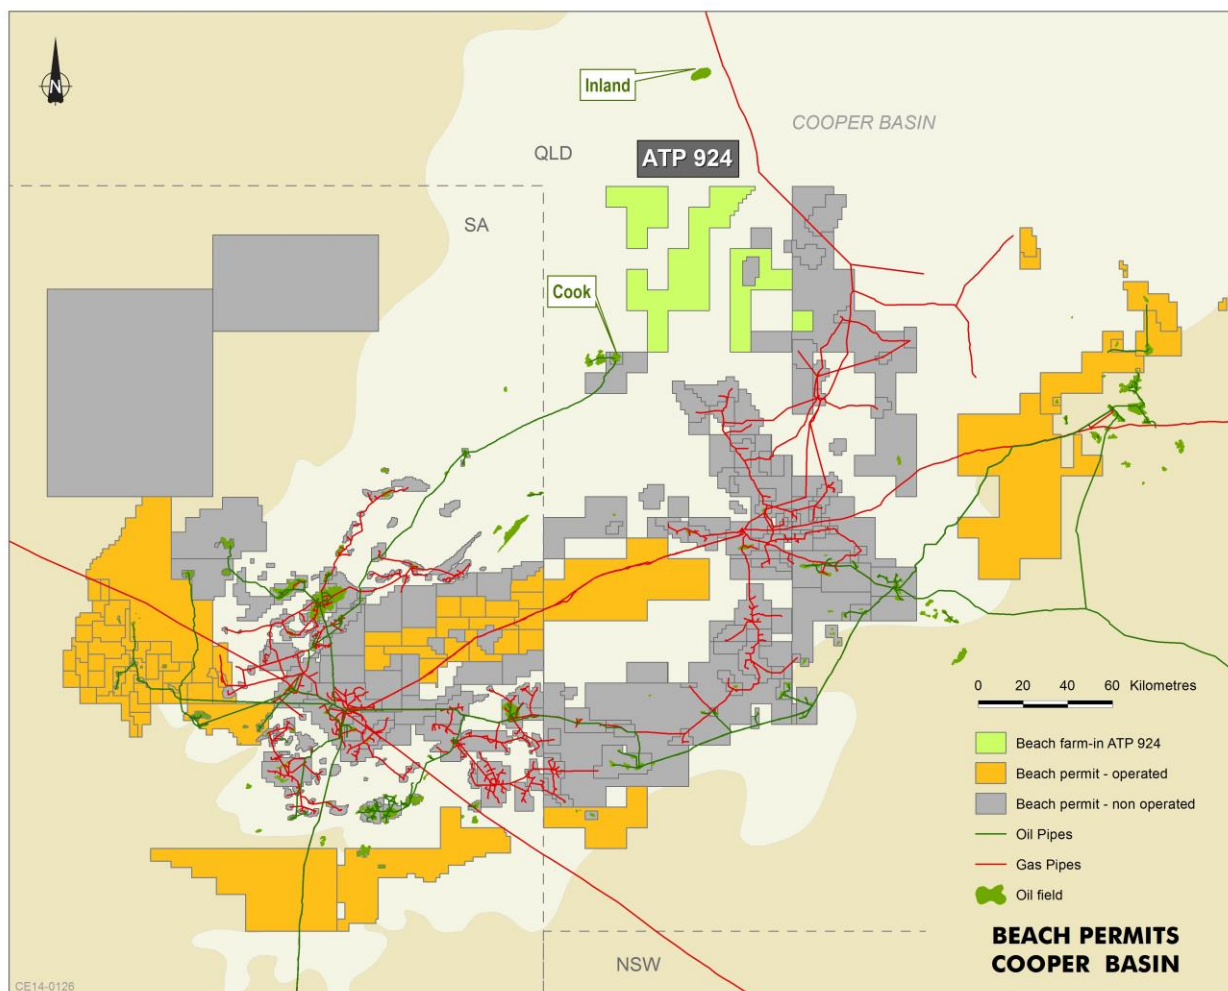 N
Inland
COOPER BASIN
QLD
ATP 924
SA
Cook
0 20 40 60 Kilometres
Beach farm-in ATP 924
Beach permit - operated
Beach permit - non operated
Oil Pipes
Gas Pipes
Oil field
BEACH PERMITS
COOPER BASIN
NSW
CE14-0126